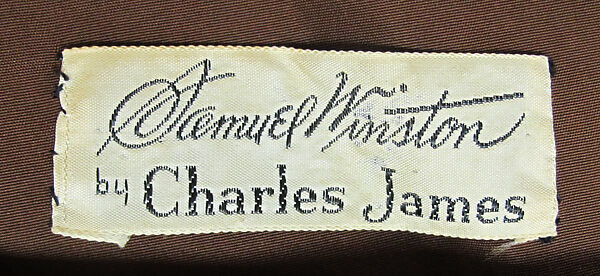 Samuel Winston
by Charles James